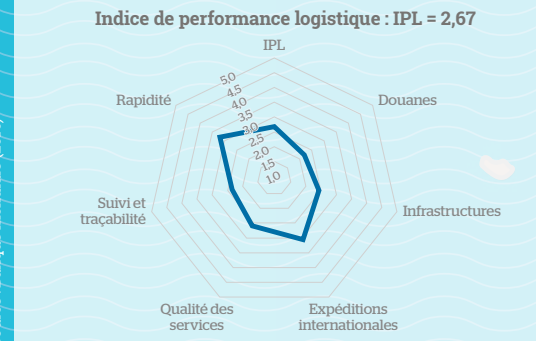 Indice de performance logistique : IPL = 2,67
IPL
5,0
4,5
4,0
3,5
3,0
2,5
2,0
1,5
1,0
Rapidité
Douanes
Suivi et
traçabilité
Infrastructures
Qualité des
services
Expéditions
internationales